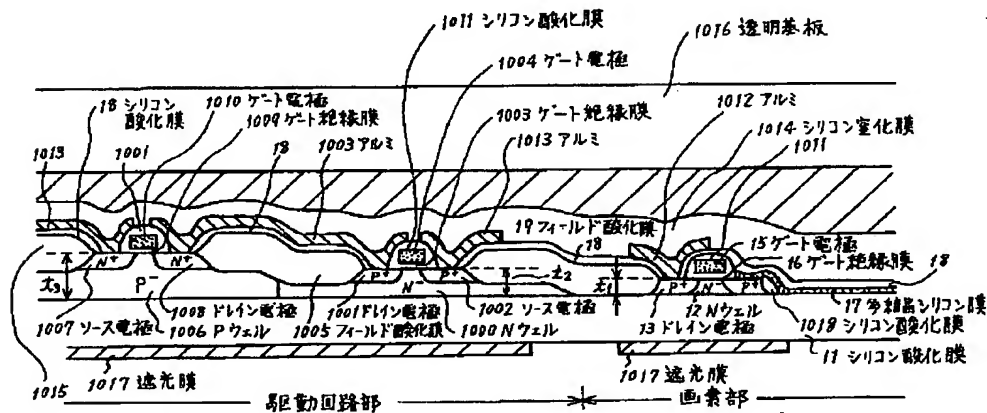 1011 シリコン酸化膜
1016 透明基板
1004 ゲート電極
18 シリコン酸化膜
1010 ゲート電極
1009 ゲート絶縁膜
1003 ゲート絶縁膜
1012 アルミ
1014 シリコン窒化膜
1013
1001
18
1003 アルミ
1013 アルミ
1011
19 フィールド酸化膜
18
15 ゲート電極
16 ゲート絶縁膜
18
N+
N+
P+
P+
P+
N
P+
t3
P-
N
t2
t1
1008 ドレイン電極
1001 ドレイン電極
1002 ソース電極
12 Nウェル
17 多結晶シリコン膜
1007 ソース電極
1006 Pウェル
1005 フィールド酸化膜
1000 Nウェル
13 ドレイン電極
1018 シリコン酸化膜
11 シリコン酸化膜
1015
1017 遮光膜
1017 遮光膜
駆動回路部
画素部